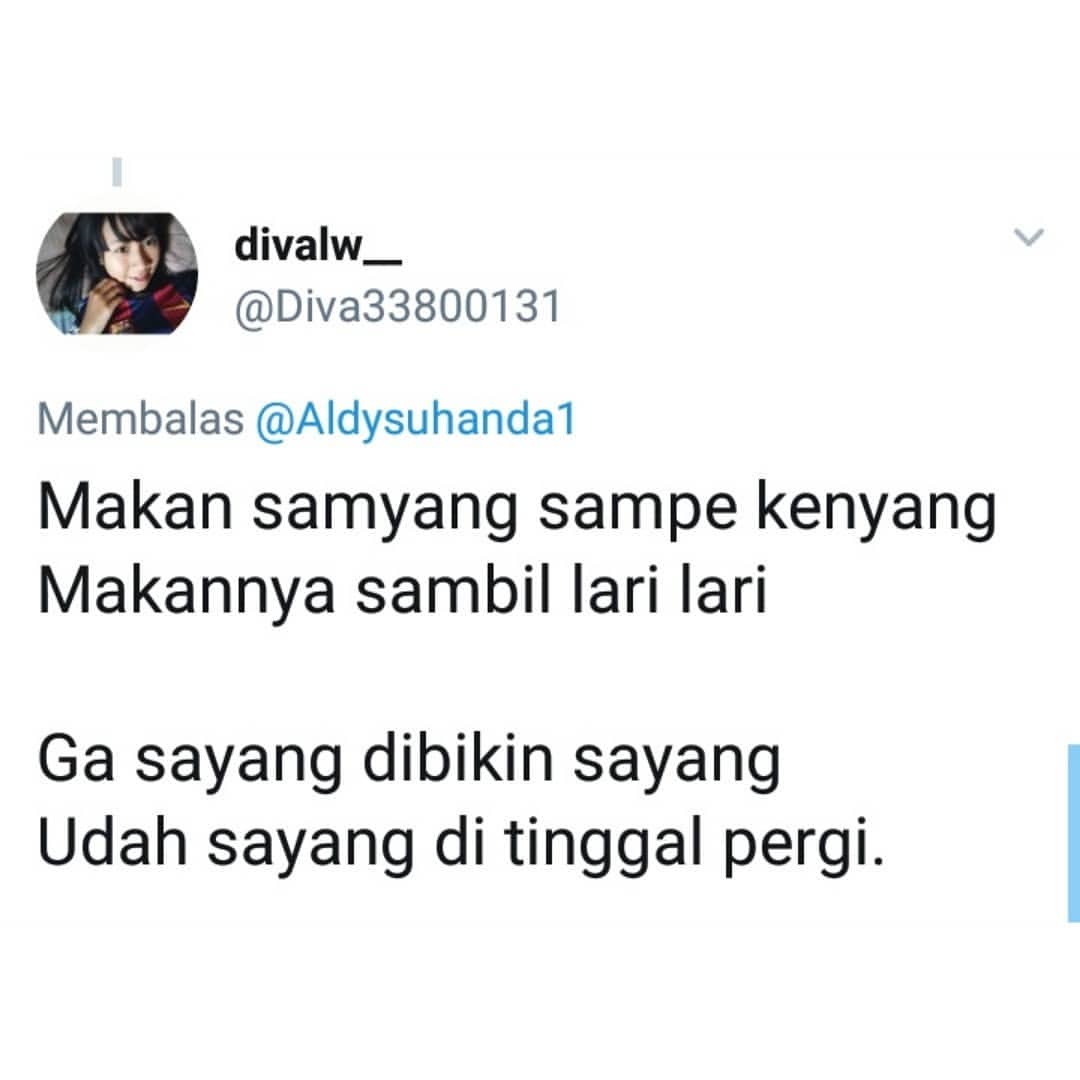 divalw__
@Diva33800131
Membalas @Aldysuhanda1
Makan samyang sampe kenyang
Makannya sambil lari lari
Ga sayang dibikin sayang
Udah sayang di tinggal pergi.